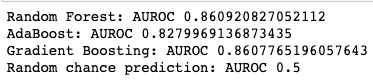 Random Forest: AUROC 0.860920827052112
AdaBoost: AUROC 0.8279969136873435
Gradient Boosting: AUROC 0.8607765196057643
Random chance prediction: AUROC 0.5